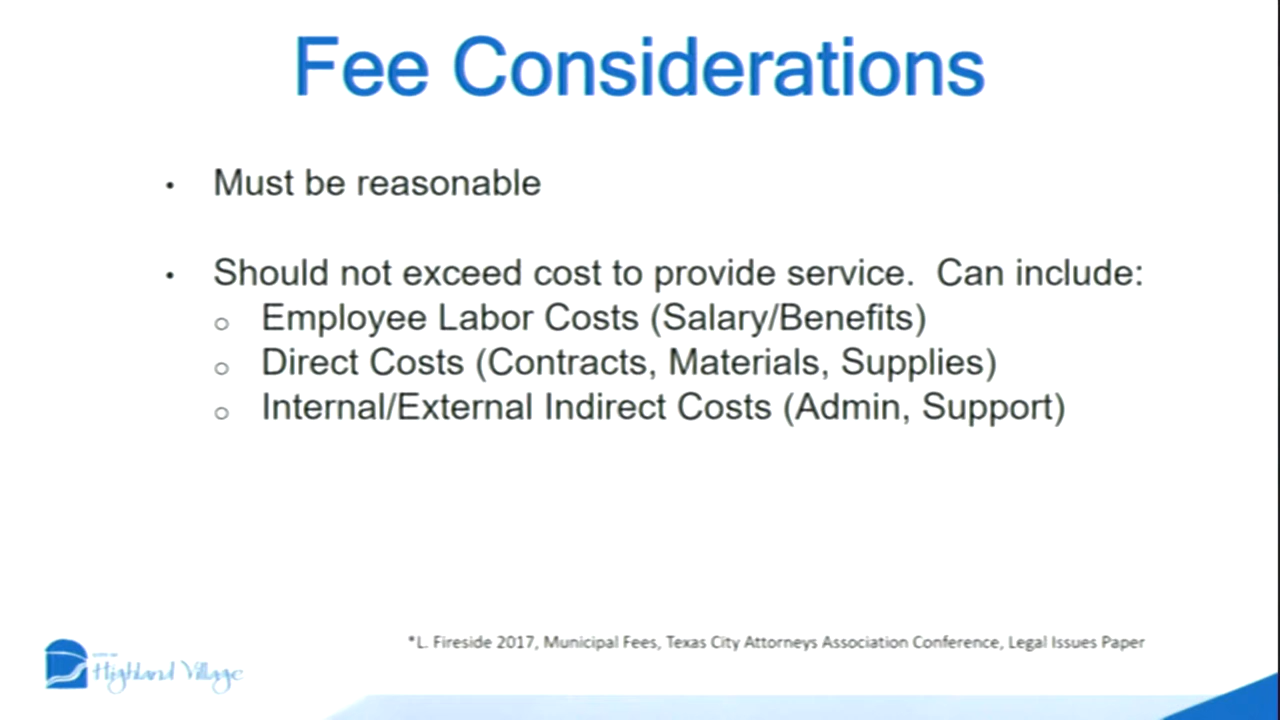 Fee Considerations
• Must be reasonable
• Should not exceed cost to provide service. Can include:
o Employee Labor Costs (Salary/Benefits)
o Direct Costs (Contracts, Materials, Supplies)
o Internal/External Indirect Costs (Admin, Support)
*L. Fireside 2017, Municipal Fees, Texas City Attorneys Association Conference, Legal Issues Paper
Highland Village